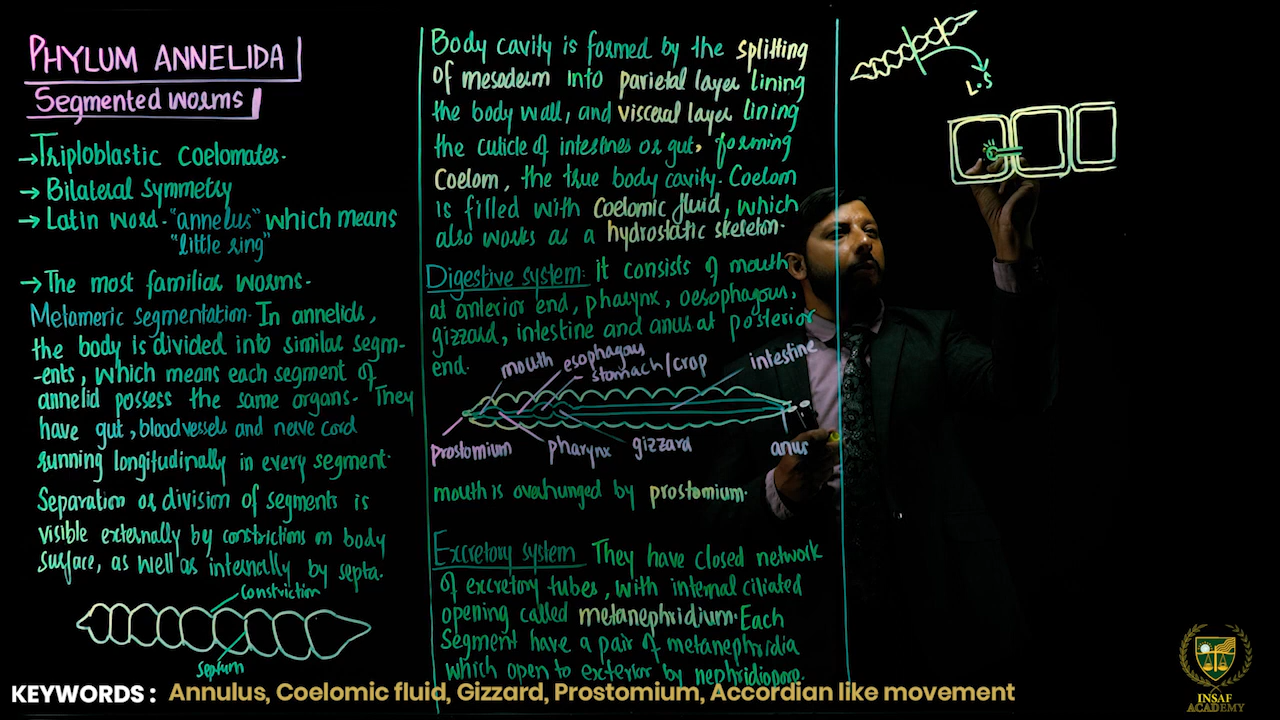 PHYLUM ANNELIDA
Segmented worms
→Triploblastic coelomates.
→ Bilateral Symmetry
→ Latin word. "annelus" which means
"little ring"
→ The most familiar worms.
Metameric segmentation. In annelids,
the body is divided into similar segm-
-ents, which means each segment of
annelid possess the same organs. They
have gut, bloodvessels and nerve cord
running longitudinally in every segment.
Separation or division of segments is
visible externally by constrictions on body
surface, as well as internally by septa.
constriction
septum
Body cavity is formed by the splitting
of mesoderm into parietal layer lining
the body wall, and visceral layer lining
the cuticle of intestines or gut, forming
Coelom, the true body cavity. Coelom
is filled with Coelomic fluid, which
also works as a hydrostatic skeleton.
Digestive system: It consists of mouth
at anterior end, pharynx, oesophagous,
gizzard, intestine and anus at posterior
end.
mouth esophagous
stomach/crop
intestine
prostomium pharynx gizzard anus
mouth is overhunged by prostomium.
Excretory system They have closed network
of excretory tubes, with internal ciliated
opening called metanephridium. Each
Segment have a pair of metanephridia
which open to exterior by nephridiopore.
L.S
KEYWORDS : Annulus, Coelomic fluid, Gizzard, Prostomium, Accordian like movement
INSAF
ACADEMY